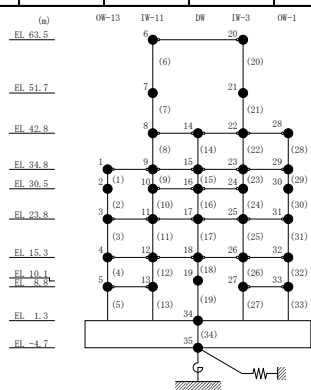 (m) OW-13 IW-11 DW IW-3 OW-1
EL 63.5 6 20
(6) (20)
EL 51.7 7 21
(7) (21)
EL 42.8 8 14 22 28
(8) (14) (22) (28)
EL 34.8 1 9 15 23 29
(1) (9) (15) (23) (29)
EL 30.5 2 10 16 24 30
(2) (10) (16) (24) (30)
EL 23.8 3 11 17 25 31
(3) (11) (17) (25) (31)
EL 15.3 4 12 18 26 32
(4) (12) (18) (26) (32)
EL 10.1 19
EL 8.8 5 13 27 33
(5) (13) (19) (27) (33)
EL 1.3 34
(34)
EL -4.7 35